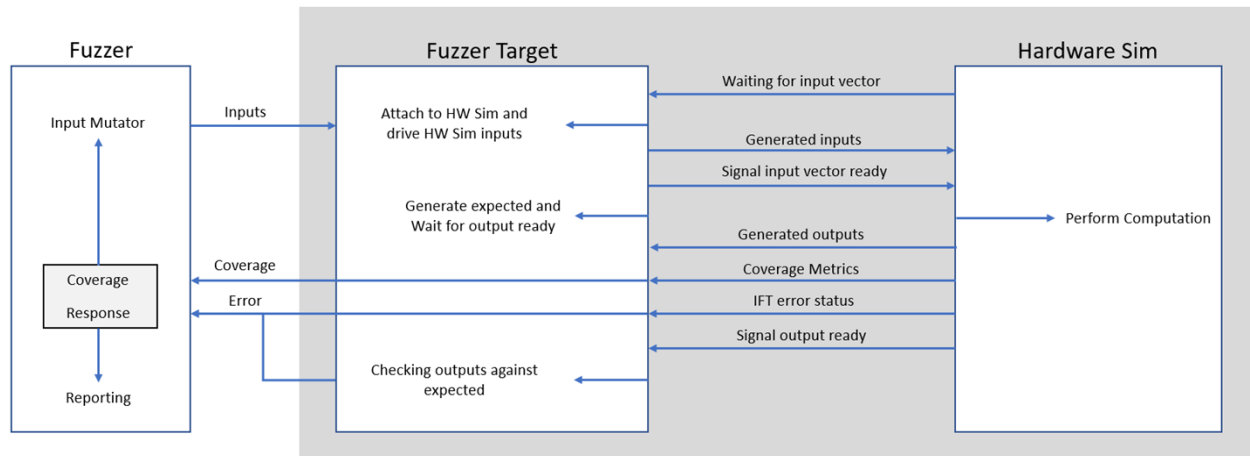 Fuzzer
Fuzzer Target
Hardware Sim
Waiting for input vector
Input Mutator
Inputs
Attach to HW Sim and
drive HW Sim inputs
Generated inputs
Signal input vector ready
Generate expected and
Wait for output ready
Perform Computation
Generated outputs
Coverage
Coverage Metrics
Coverage
Response
Error
IFT error status
Signal output ready
Checking outputs against
expected
Reporting